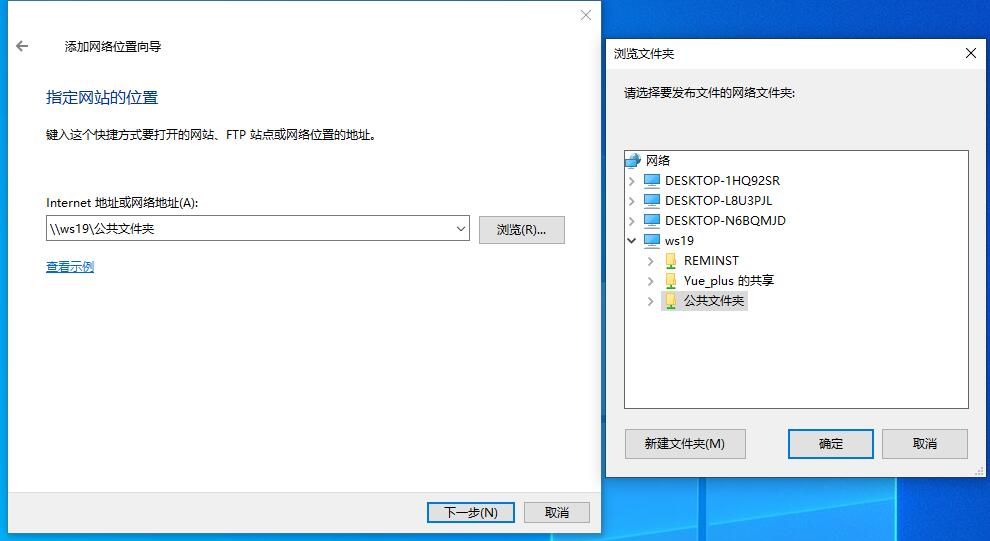 添加网络位置向导
指定网站的位置
键入这个快捷方式要打开的网站、FTP 站点或网络位置的地址。
Internet 地址或网络地址(A):
\\ws19\公共文件夹
浏览(R)...
查看示例
下一步(N)
取消
浏览文件夹
请选择要发布文件的网络文件夹:
网络
DESKTOP-1HQ92SR
DESKTOP-L8U3PJL
DESKTOP-N6BQMJD
ws19
REMINST
Yue_plus 的共享
公共文件夹
新建文件夹(M)
确定
取消